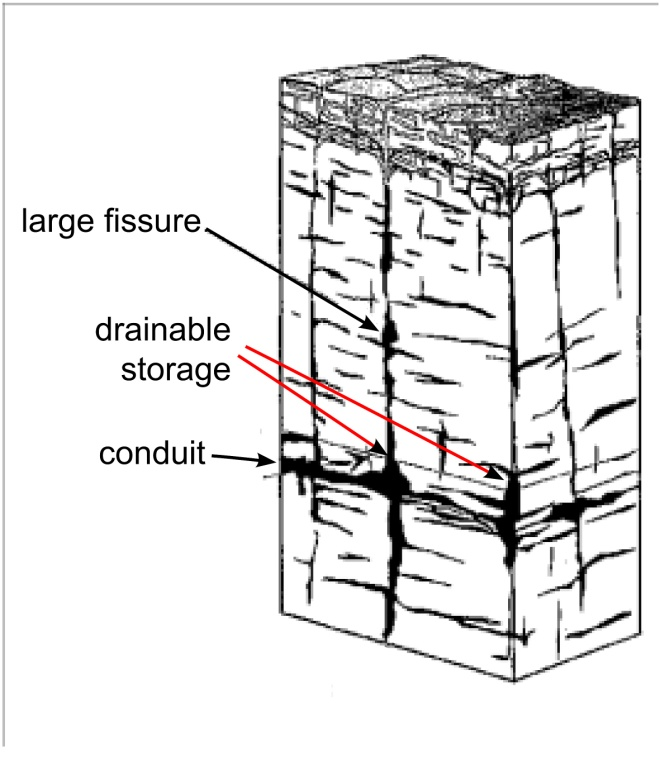 large fissure
drainable
storage
conduit